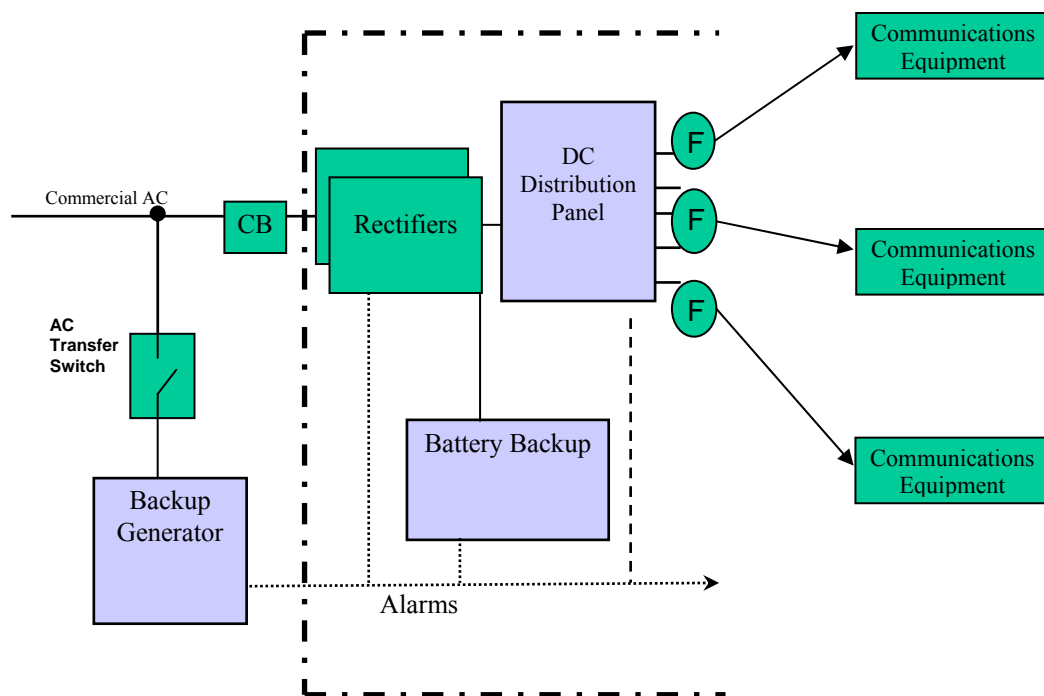 Communications
Equipment
DC
Distribution
Panel
F
Commercial AC
CB
Rectifiers
F
Communications
Equipment
AC
Transfer
Switch
F
Battery Backup
Communications
Equipment
Backup
Generator
Alarms